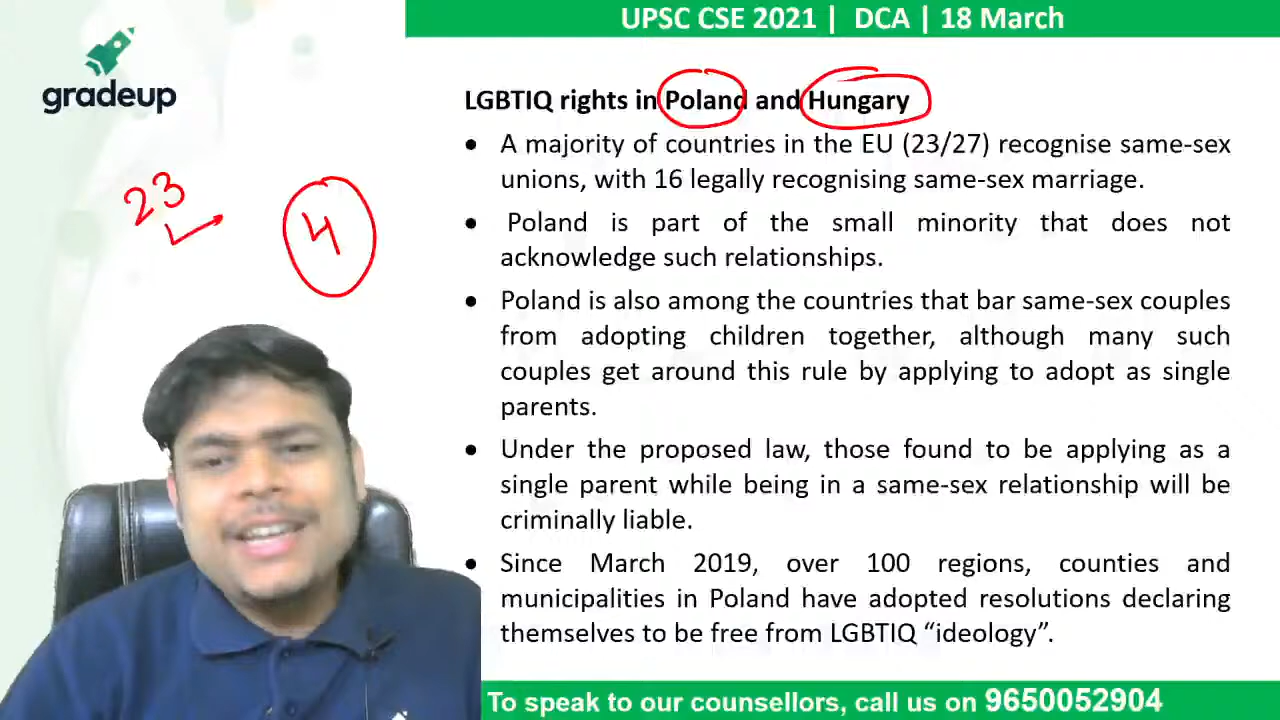 UPSC CSE 2021 | DCA | 18 March
gradeup
LGBTIQ rights in Poland and Hungary
• A majority of countries in the EU (23/27) recognise same-sex
unions, with 16 legally recognising same-sex marriage.
• Poland is part of the small minority that does not
acknowledge such relationships.
• Poland is also among the countries that bar same-sex couples
from adopting children together, although many such
couples get around this rule by applying to adopt as single
parents.
• Under the proposed law, those found to be applying as a
single parent while being in a same-sex relationship will be
criminally liable.
• Since March 2019, over 100 regions, counties and
municipalities in Poland have adopted resolutions declaring
themselves to be free from LGBTIQ “ideology”.
23
4
To speak to our counsellors, call us on 9650052904